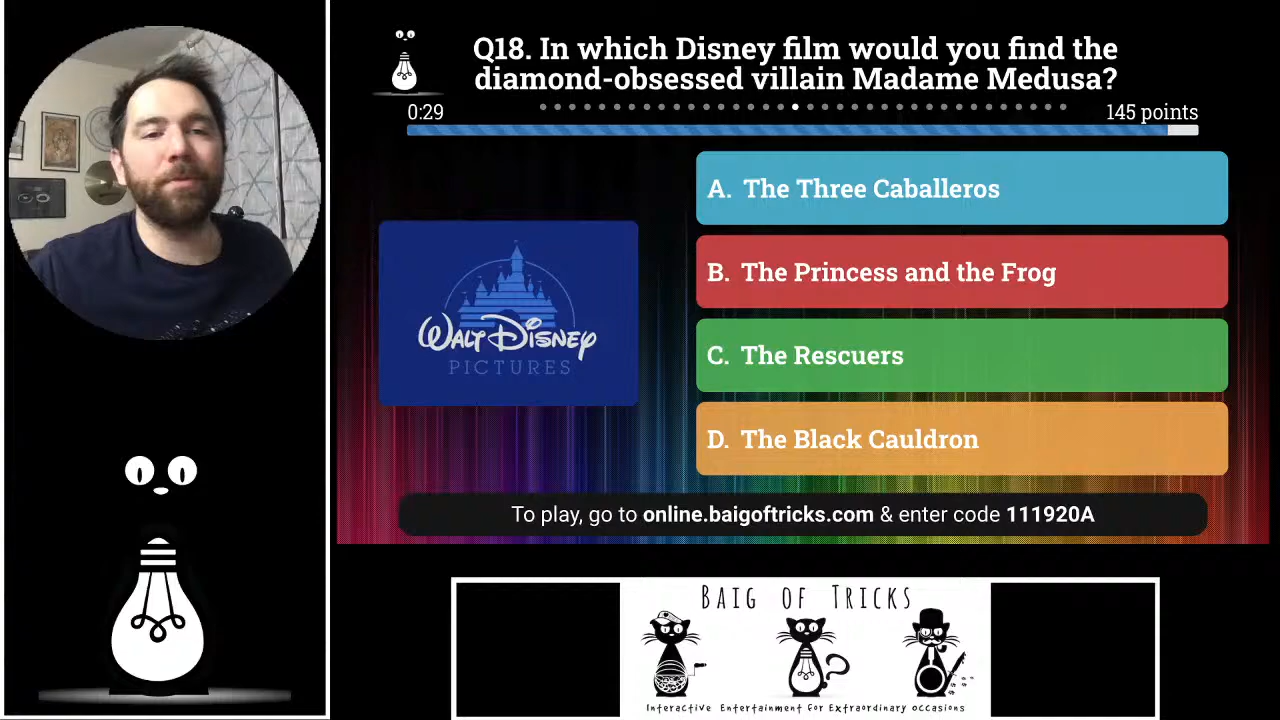 Q18. In which Disney film would you find the
diamond-obsessed villain Madame Medusa?
0:29
145 points
A. The Three Caballeros
B. The Princess and the Frog
C. The Rescuers
D. The Black Cauldron
WALT DISNEY
PICTURES
To play, go to online.baigoftricks.com & enter code 111920A
BAIG OF TRICKS
Interactive Entertainment for Extraordinary occasions